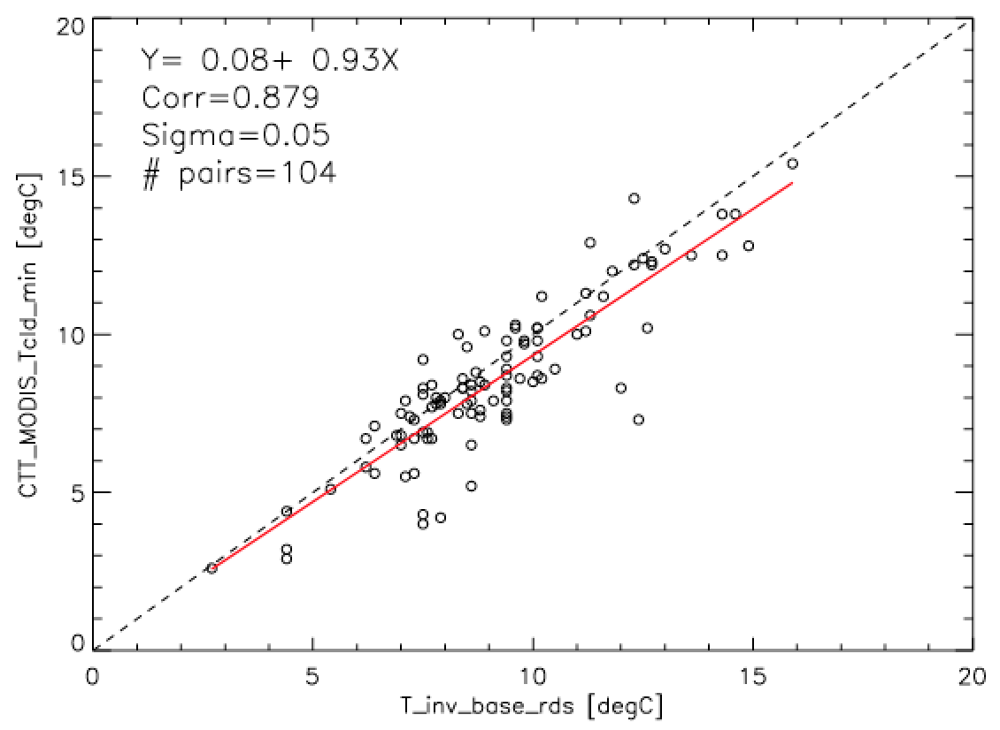 Y= 0.08+ 0.93X
Corr=0.879
Sigma=0.05
# pairs=104
20
15
10
5
0
CTT_MODIS_Tcld_min [degC]
0 5 10 15 20
T_inv_base_rds [degC]